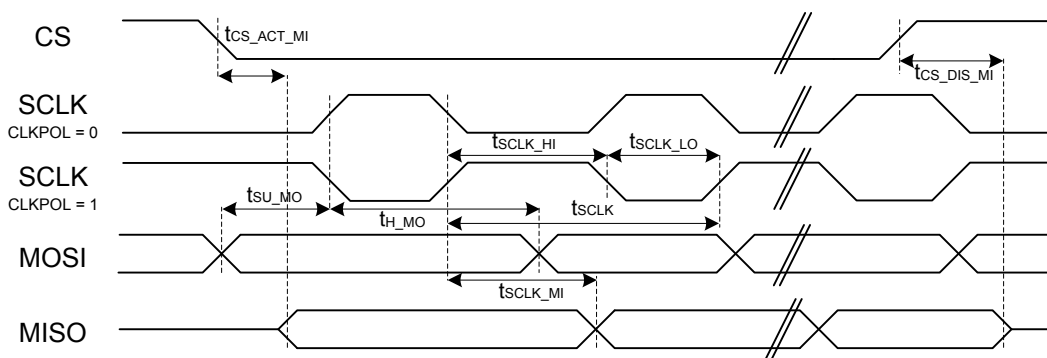 CS
tCS_ACT_MI
tCS_DIS_MI
SCLK
CLKPOL = 0
tSCLK_HI
tSCLK_LO
SCLK
CLKPOL = 1
tSU_MO
tH_MO
tSCLK
MOSI
tSCLK_MI
MISO